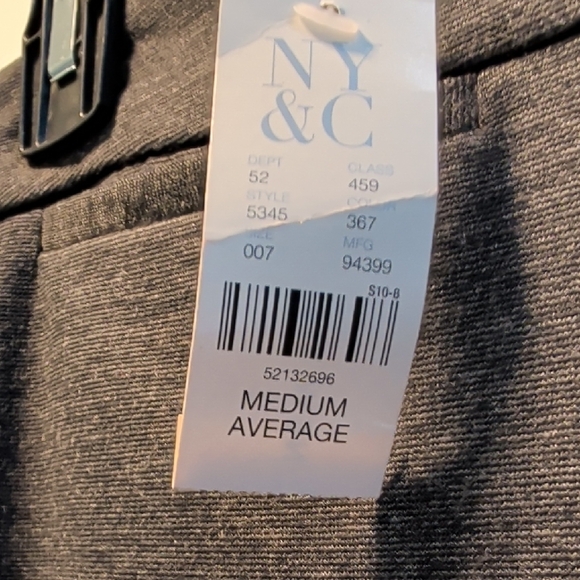 NY
&C
DEPT CLASS
52 459
STYLE COLOR
5345 367
SIZE MFG
007 94399
S10-8
52132696
MEDIUM
AVERAGE